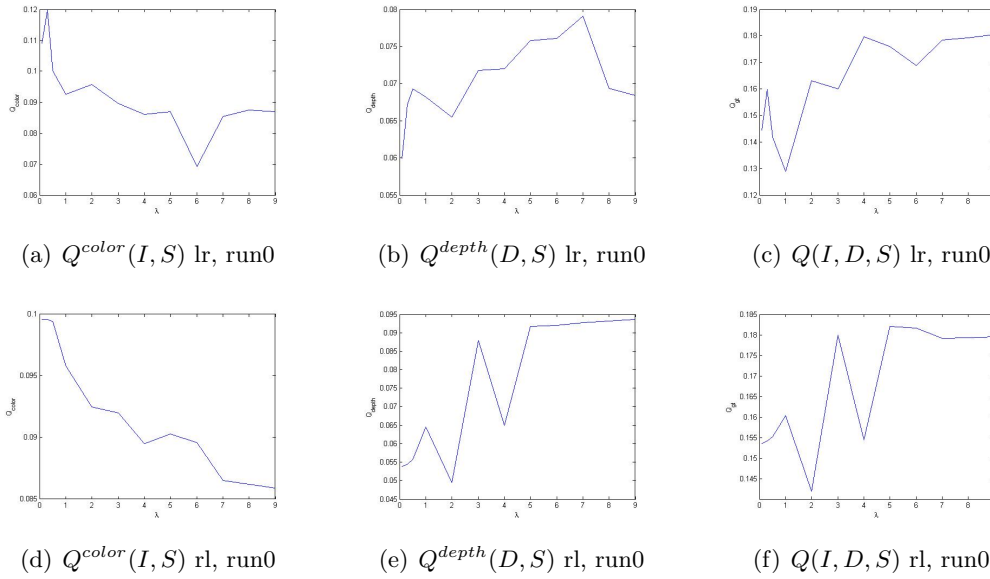 0.12
0.11
0.1
0.09
0.08
0.07
0.06
0 1 2 3 4 5 6 7 8 9
λ
Q_color
(a) Q^color(I, S) lr, run0
0.08
0.075
0.07
0.065
0.06
0.055
0 1 2 3 4 5 6 7 8 9
λ
Q_depth
(b) Q^depth(D, S) lr, run0
0.19
0.18
0.17
0.16
0.15
0.14
0.13
0.12
0 1 2 3 4 5 6 7 8 9
λ
(c) Q(I, D, S) lr, run0
0.1
0.095
0.09
0.085
0 1 2 3 4 5 6 7 8 9
λ
Q_color
(d) Q^color(I, S) rl, run0
0.095
0.09
0.085
0.08
0.075
0.07
0.065
0.06
0.055
0.05
0.045
0 1 2 3 4 5 6 7 8 9
λ
Q_depth
(e) Q^depth(D, S) rl, run0
0.185
0.18
0.175
0.17
0.165
0.16
0.155
0.15
0.145
0 1 2 3 4 5 6 7 8 9
λ
(f) Q(I, D, S) rl, run0